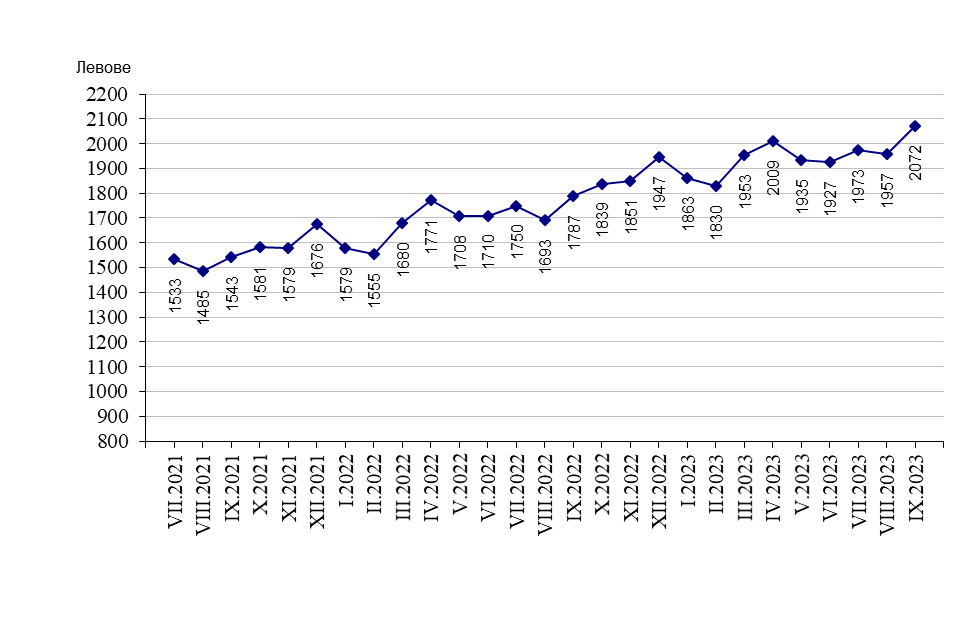 Левове
2200
2100
2000
1900
1800
1700
1600
1500
1400
1300
1200
1100
1000
900
800
1533
1485
1543
1581
1579
1676
1579
1555
1680
1771
1708
1710
1750
1693
1787
1839
1851
1947
1863
1830
1953
2009
1935
1927
1973
1957
2072
VII.2021
VIII.2021
IX.2021
X.2021
XI.2021
XII.2021
I.2022
II.2022
III.2022
IV.2022
V.2022
VI.2022
VII.2022
VIII.2022
IX.2022
X.2022
XI.2022
XII.2022
I.2023
II.2023
III.2023
IV.2023
V.2023
VI.2023
VII.2023
VIII.2023
IX.2023